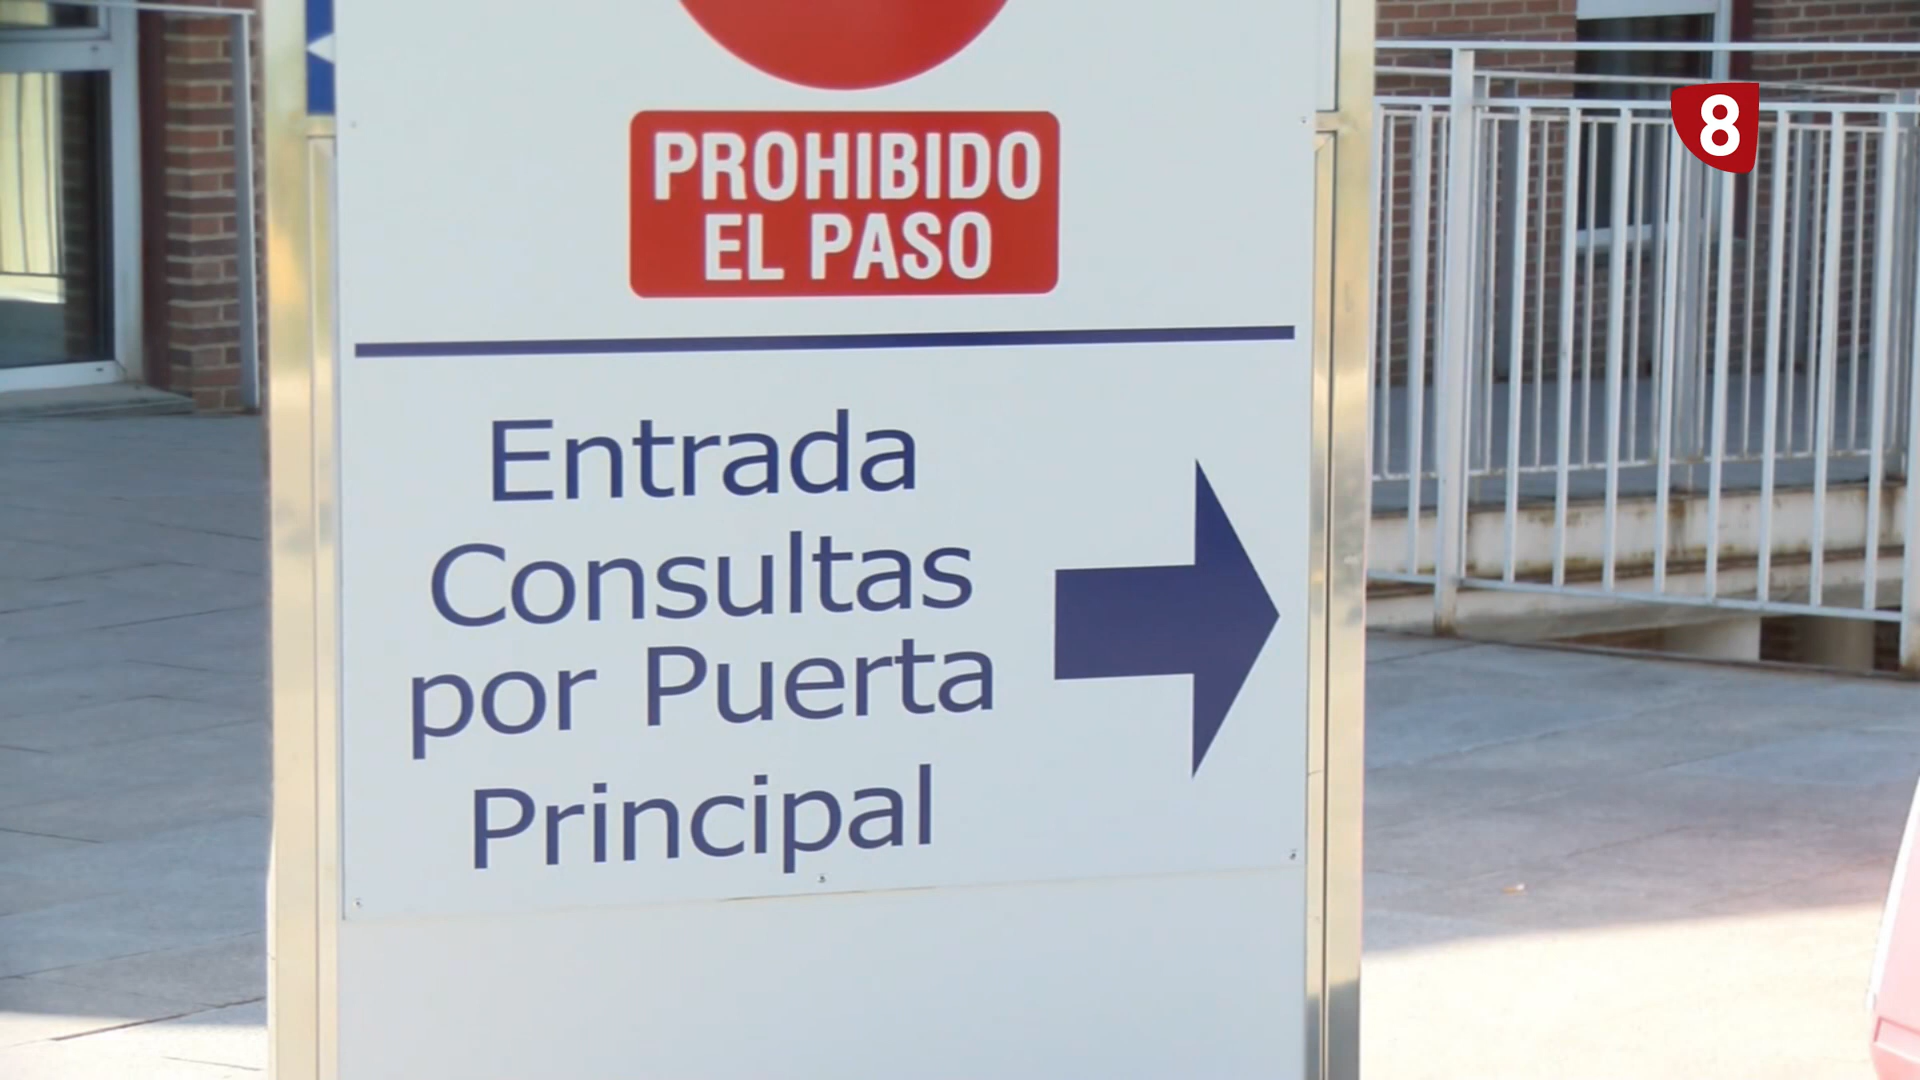 8
PROHIBIDO
EL PASO
Entrada
Consultas
por Puerta
Principal